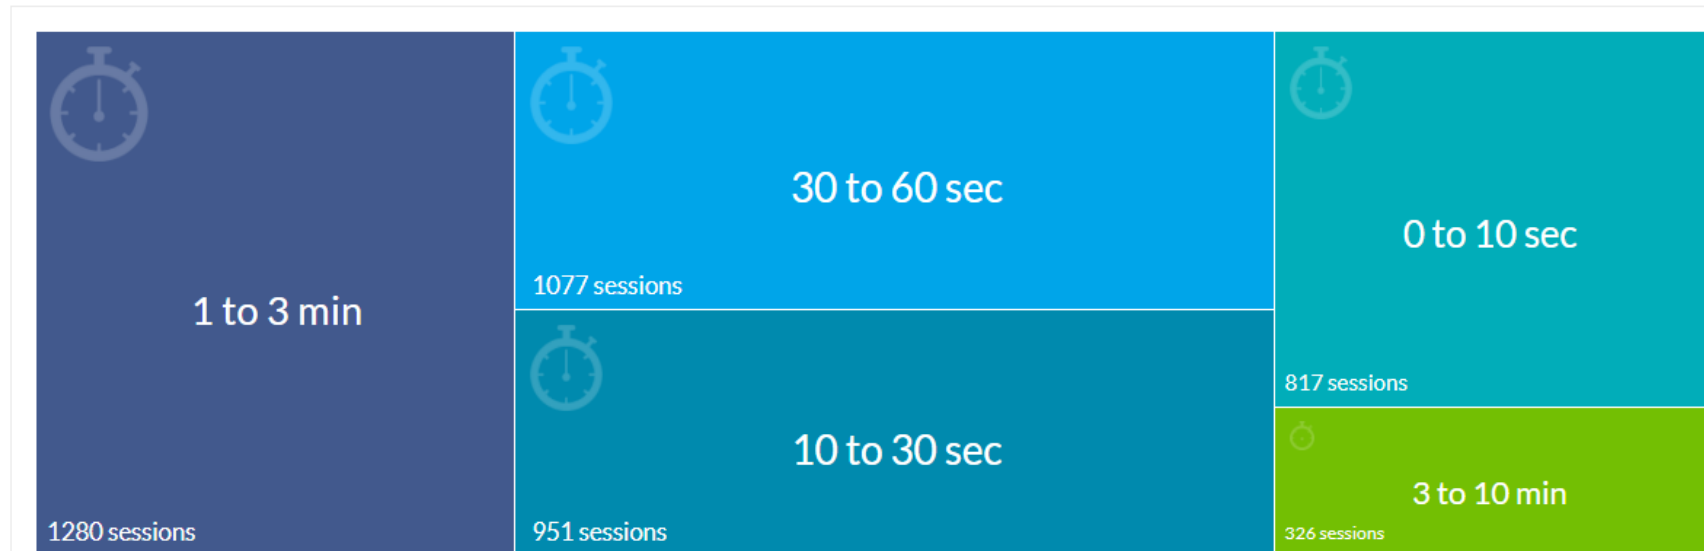 1 to 3 min
1280 sessions
30 to 60 sec
1077 sessions
10 to 30 sec
951 sessions
0 to 10 sec
817 sessions
3 to 10 min
326 sessions